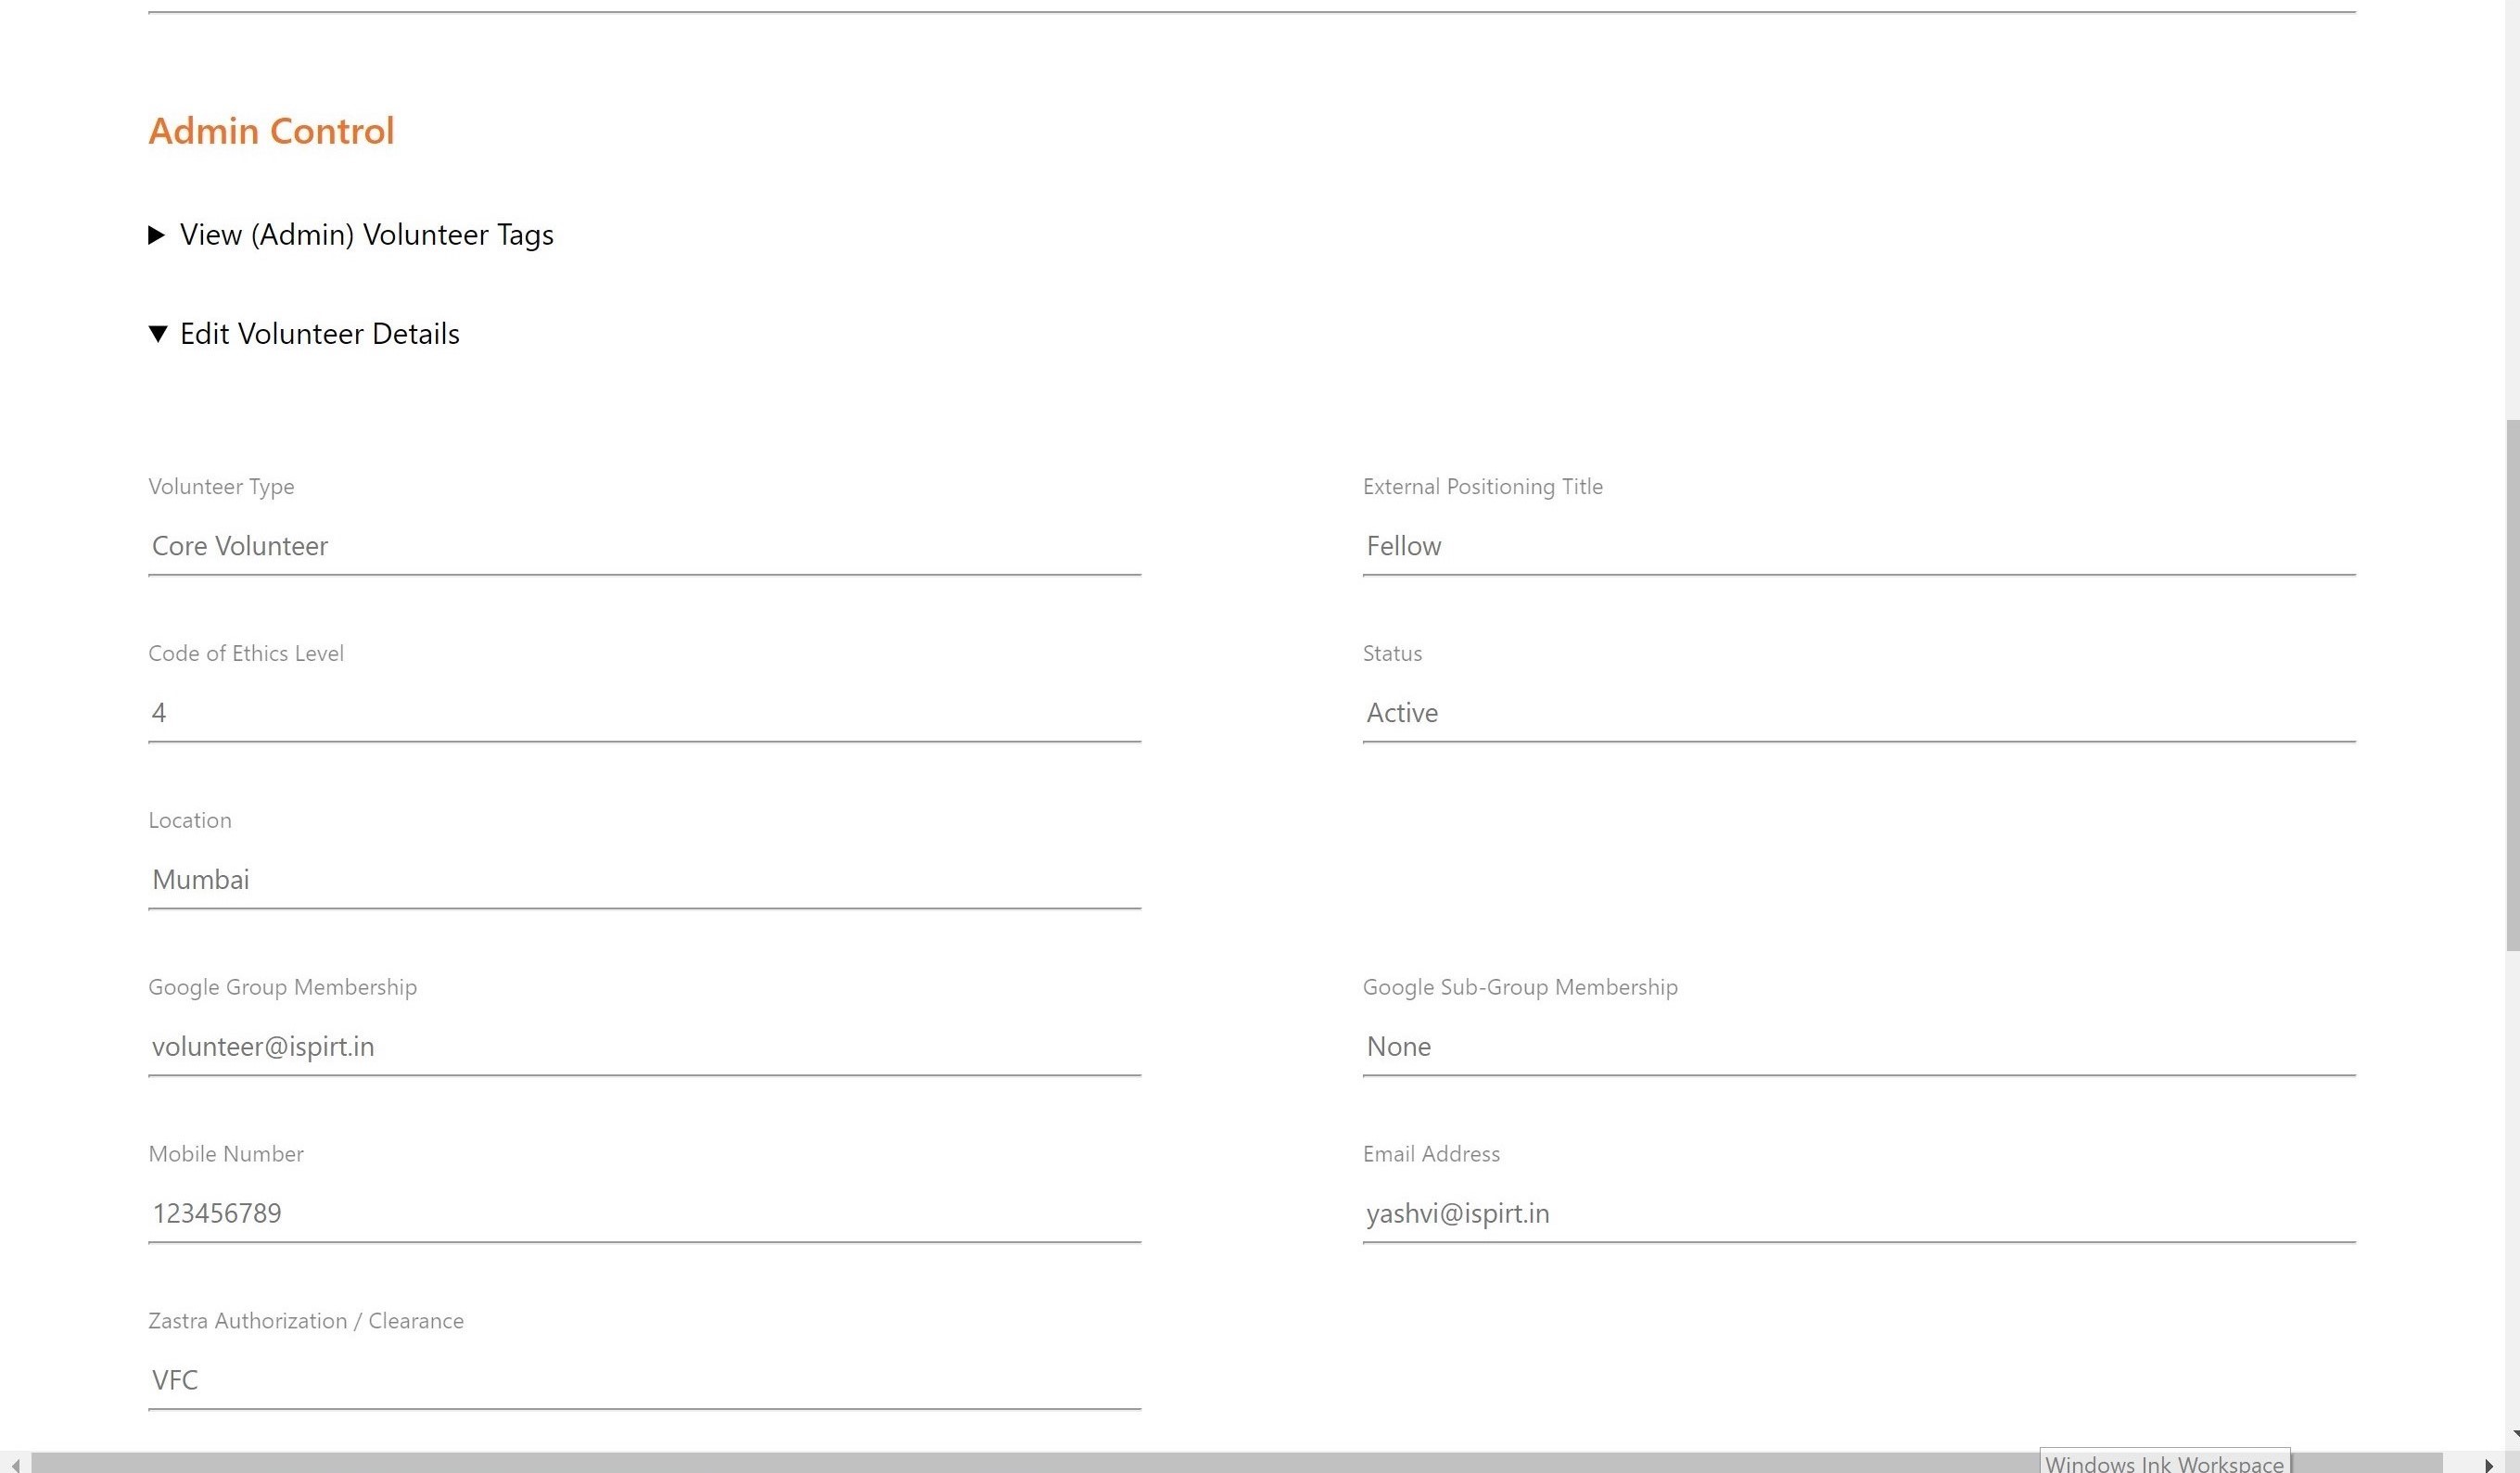 Admin Control
View (Admin) Volunteer Tags
Edit Volunteer Details
Volunteer Type
External Positioning Title
Core Volunteer
Fellow
Code of Ethics Level
Status
4
Active
Location
Mumbai
Google Group Membership
Google Sub-Group Membership
volunteer@ispirt.in
None
Mobile Number
Email Address
123456789
yashvi@ispirt.in
Zastra Authorization / Clearance
VFC
Windows Ink Workspace